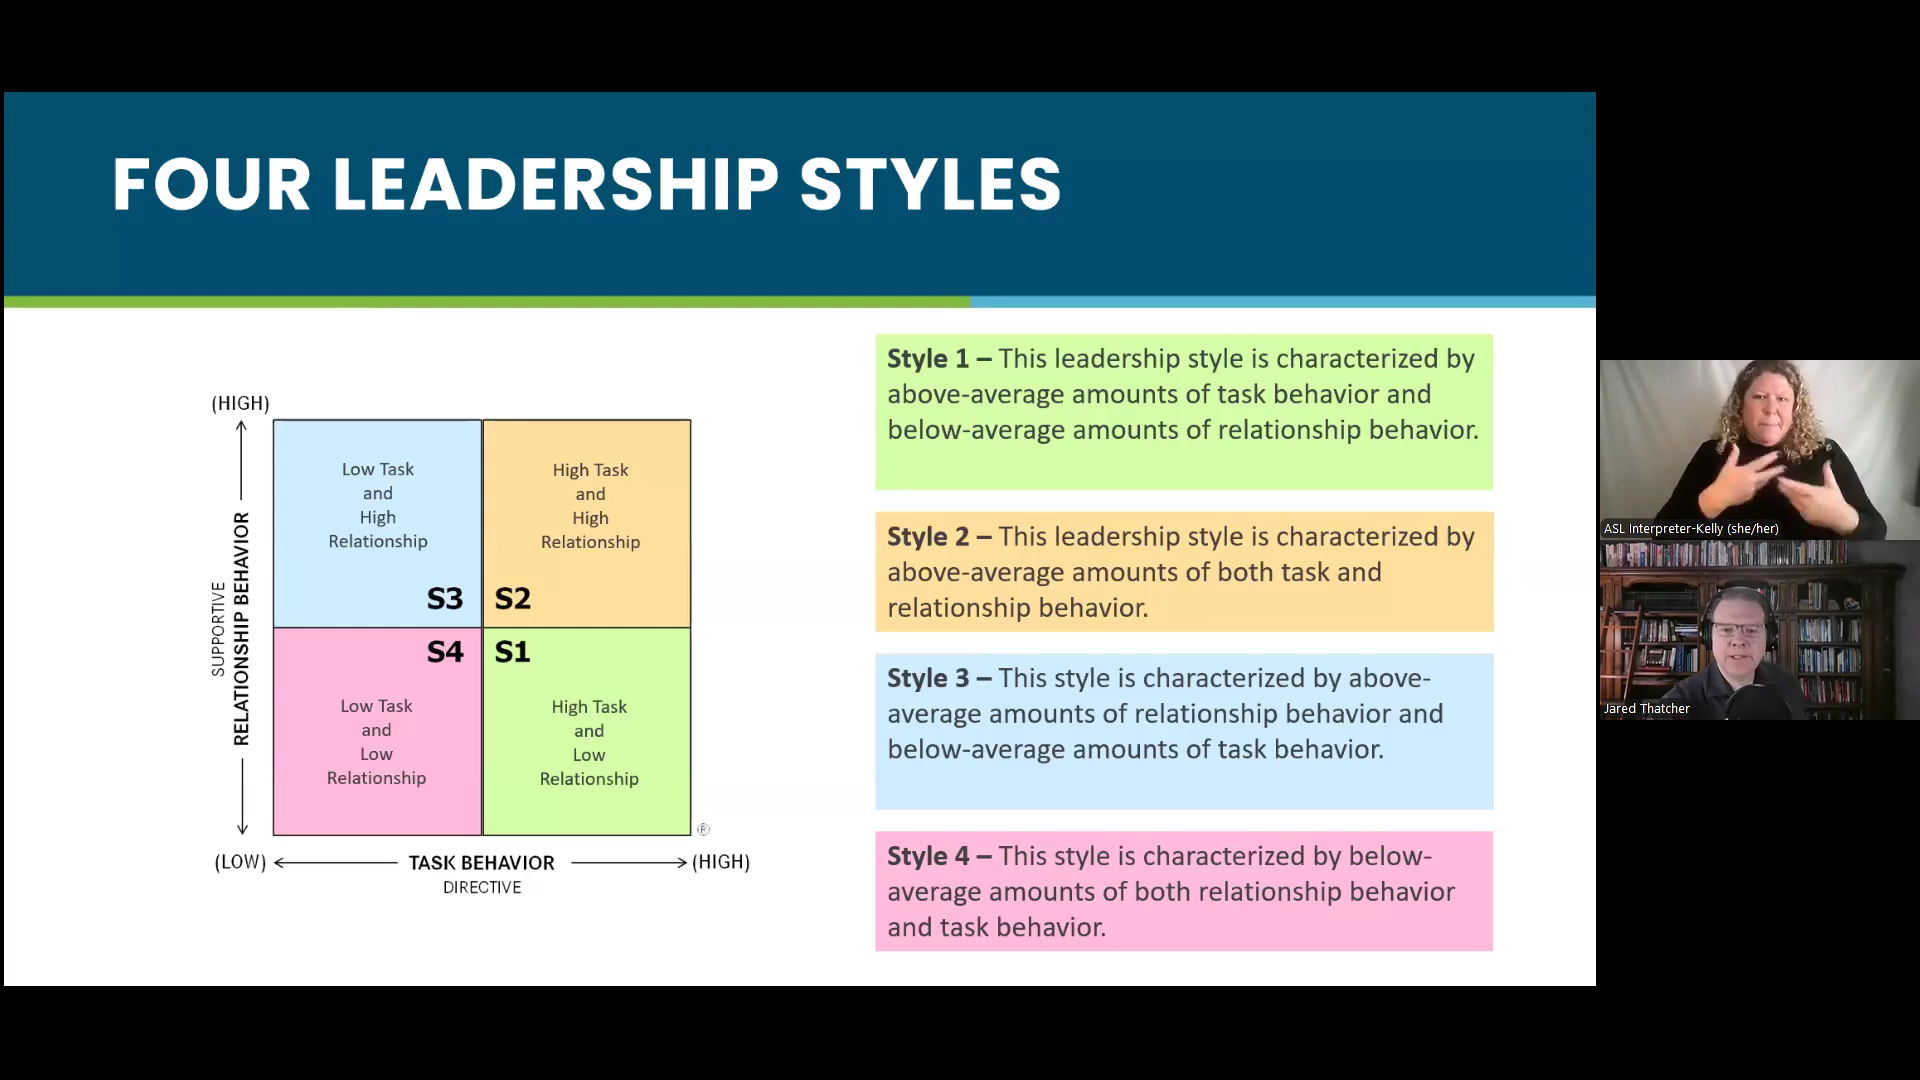 FOUR LEADERSHIP STYLES
(HIGH)
SUPPORTIVE
RELATIONSHIP BEHAVIOR
Low Task
and
High
Relationship
S3
High Task
and
High
Relationship
S2
S4
Low Task
and
Low
Relationship
S1
High Task
and
Low
Relationship
®
(LOW)
TASK BEHAVIOR
(HIGH)
DIRECTIVE
Style 1 – This leadership style is characterized by
above-average amounts of task behavior and
below-average amounts of relationship behavior.
Style 2 – This leadership style is characterized by
above-average amounts of both task and
relationship behavior.
Style 3 – This style is characterized by above-
average amounts of relationship behavior and
below-average amounts of task behavior.
Style 4 – This style is characterized by below-
average amounts of both relationship behavior
and task behavior.
ASL Interpreter-Kelly (she/her)
Jared Thatcher